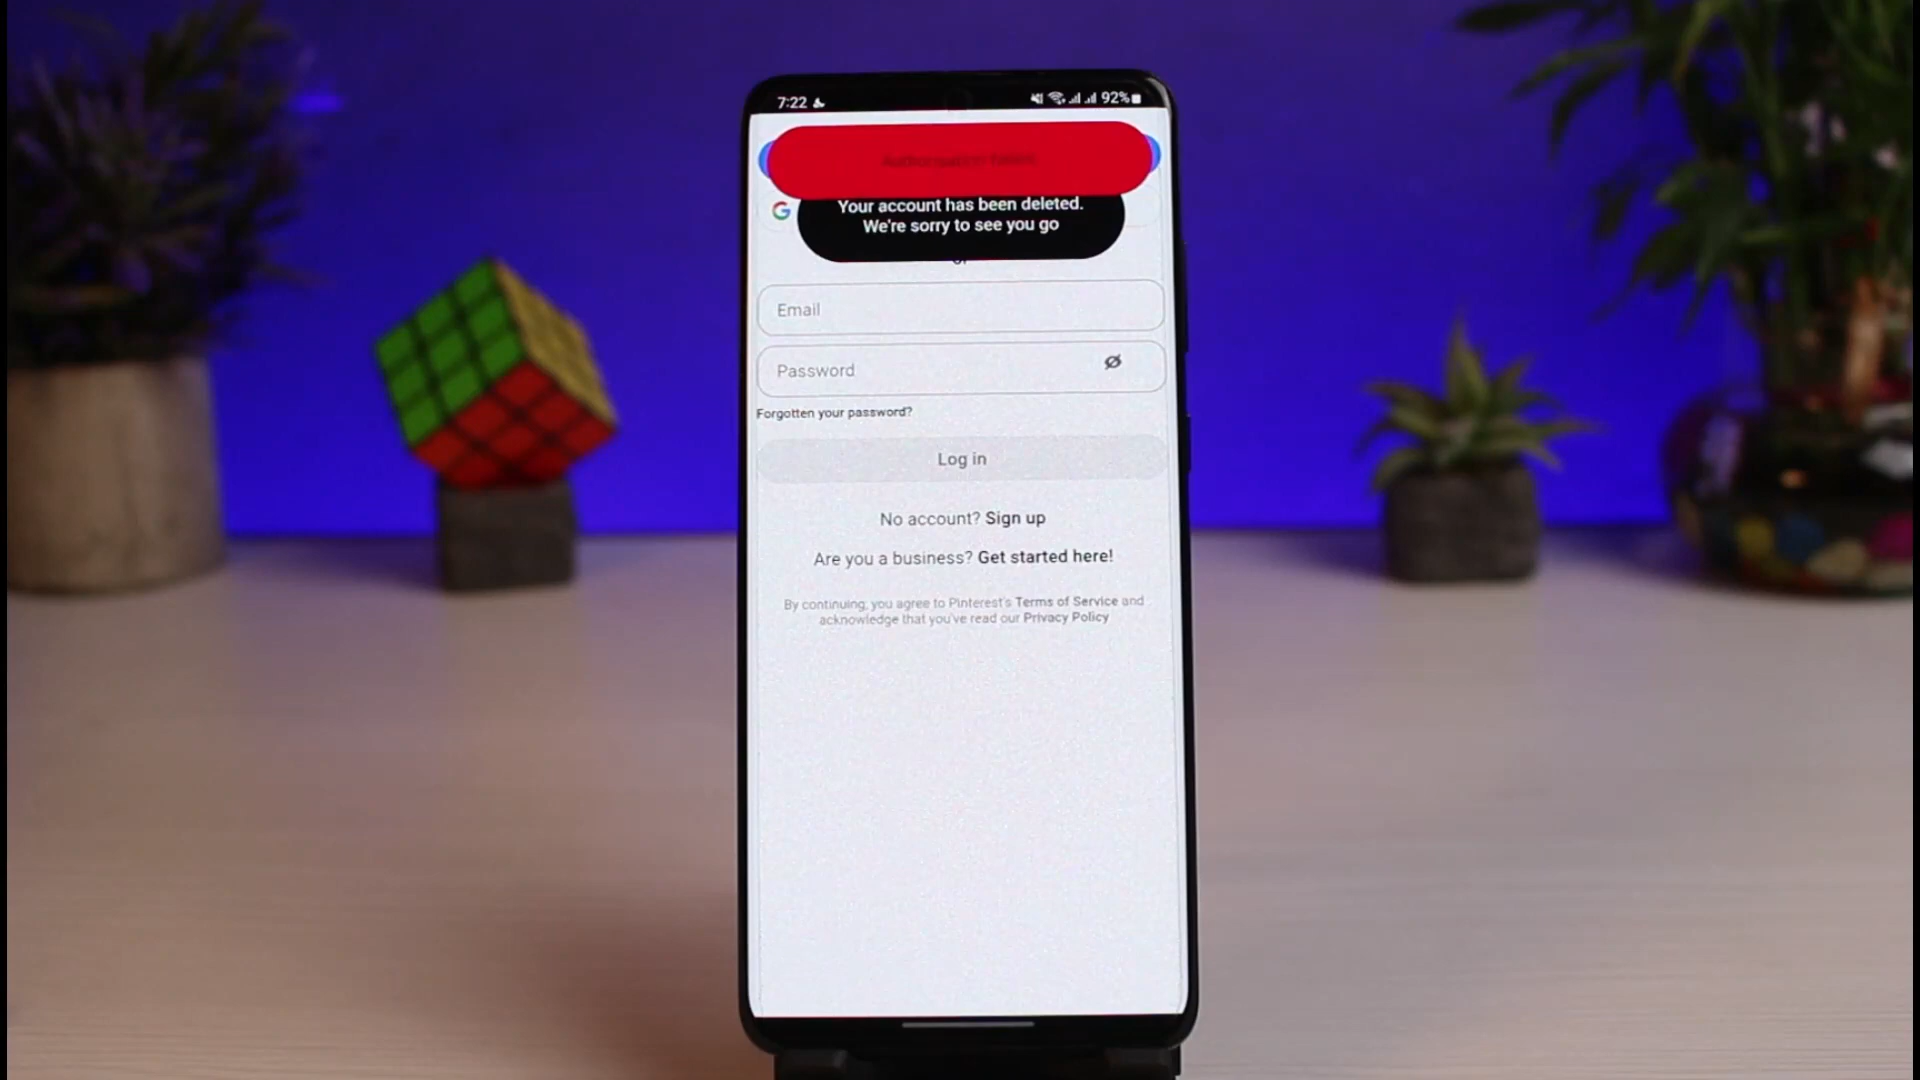 7:22
92%
Your account has been deleted.
We're sorry to see you go
Email
Password
Forgotten your password?
Log in
No account? Sign up
Are you a business? Get started here!
By continuing, you agree to Pinterest's Terms of Service and
acknowledge that you've read our Privacy Policy